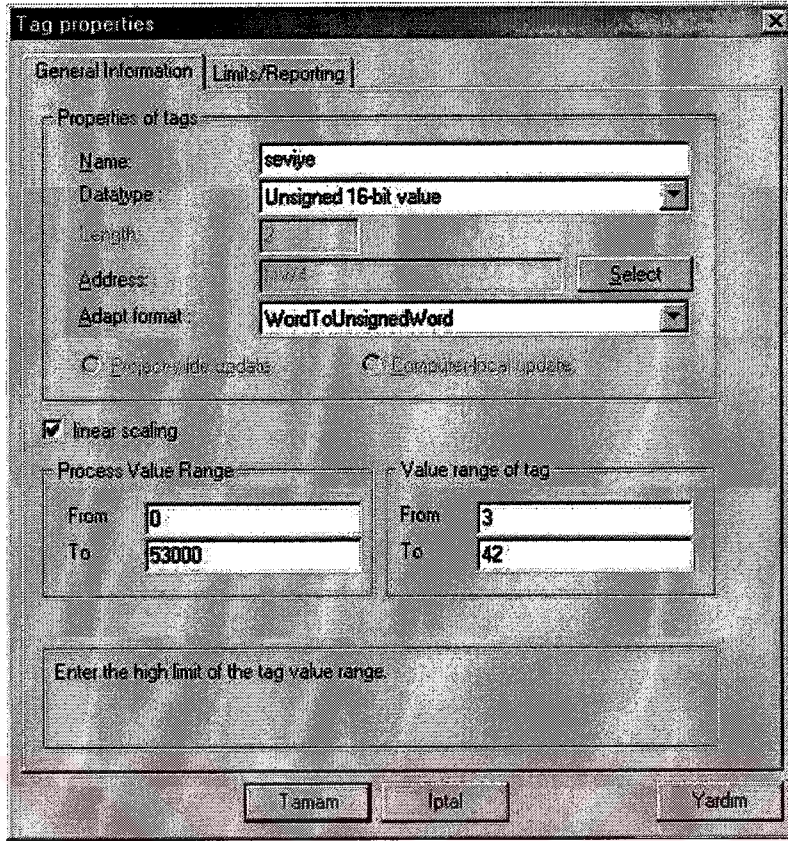 Tag properties
General Information Limits/Reporting
Properties of tags
Name: seviye
Datatype: Unsigned 16-bit value
Length: 2
Address: Select
Adapt format: WordToUnsignedWord
Project-wide update Computer-local update
linear scaling
Process Value Range Value range of tag
From 0 From 3
To 53000 To 42
Enter the high limit of the tag value range.
Tamam İptal Yardım